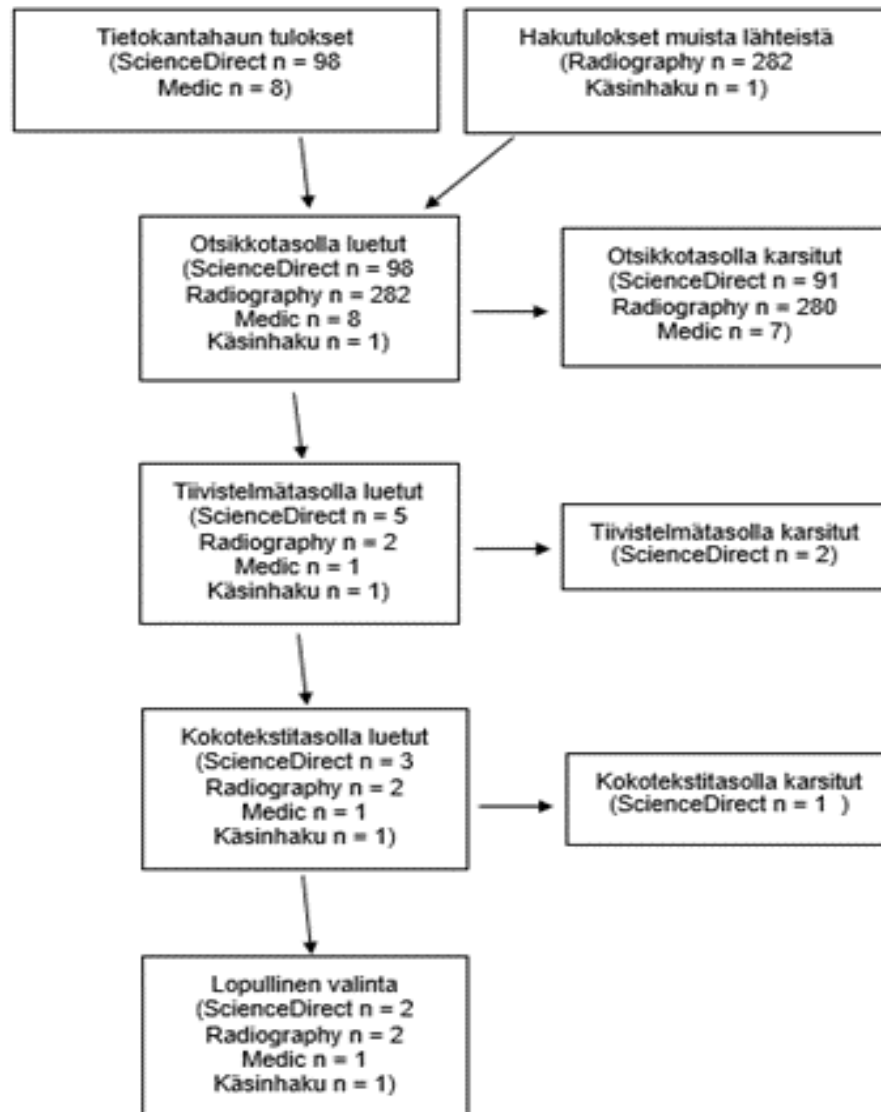 Tietokantahaun tulokset
(ScienceDirect n = 98
Medic n = 8)
Hakutulokset muista lähteistä
(Radiography n = 282
Käsinhaku n = 1)
Otsikkotasolla luetut
(ScienceDirect n = 98
Radiography n = 282
Medic n = 8
Käsinhaku n = 1)
Otsikkotasolla karsitut
(ScienceDirect n = 91
Radiography n = 280
Medic n = 7)
Tiivistelmätasolla luetut
(ScienceDirect n = 5
Radiography n = 2
Medic n = 1
Käsinhaku n = 1)
Tiivistelmätasolla karsitut
(ScienceDirect n = 2)
Kokotekstitasolla luetut
(ScienceDirect n = 3
Radiography n = 2
Medic n = 1
Käsinhaku n = 1)
Kokotekstitasolla karsitut
(ScienceDirect n = 1  )
Lopullinen valinta
(ScienceDirect n = 2
Radiography n = 2
Medic n = 1
Käsinhaku n = 1)